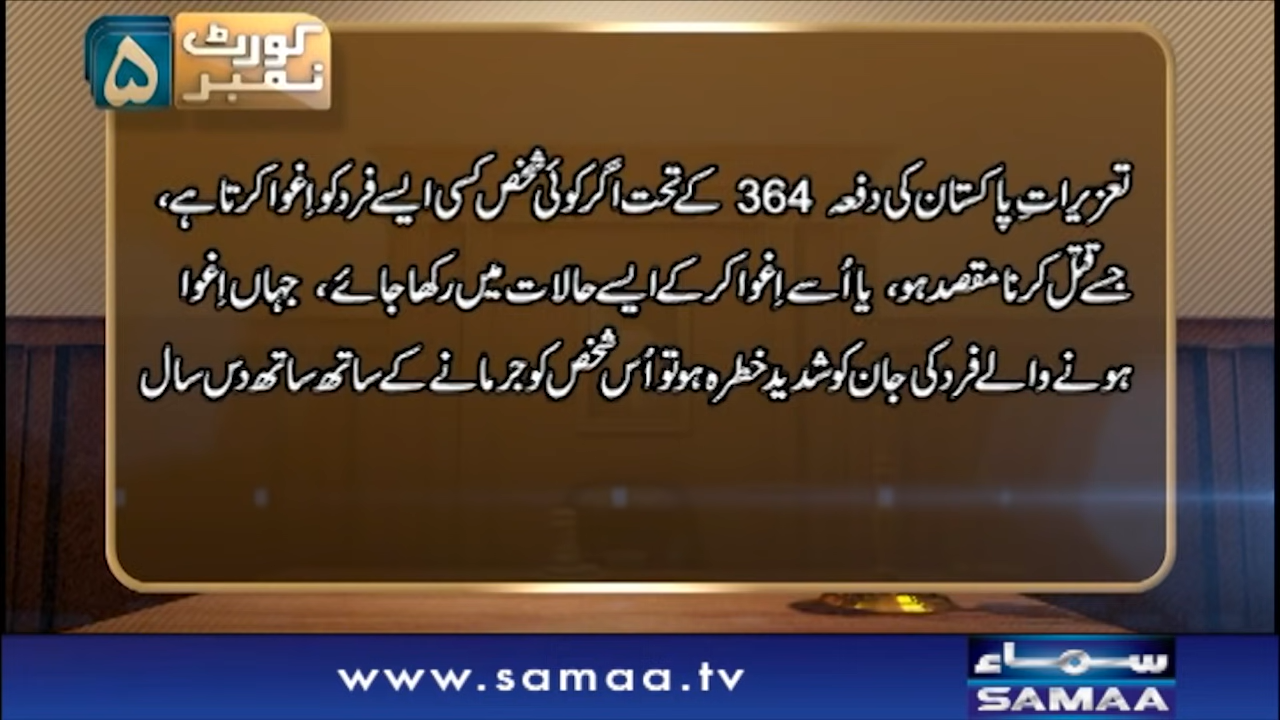 کورٹ
نمبر
۵
تعزیراتِ پاکستان کی دفعہ 364 کے تحت اگر کوئی شخص کسی ایسے فرد کو اِغوا کرتا ہے،
جسے قتل کرنا مقصد ہو، یا اُسے اِغوا کر کے ایسے حالات میں رکھا جائے، جہاں اِغوا
ہونے والے فرد کی جان کو شدید خطرہ ہو تو اُس شخص کو جرمانے کے ساتھ ساتھ دس سال
www.samaa.tv
سماء
SAMAA